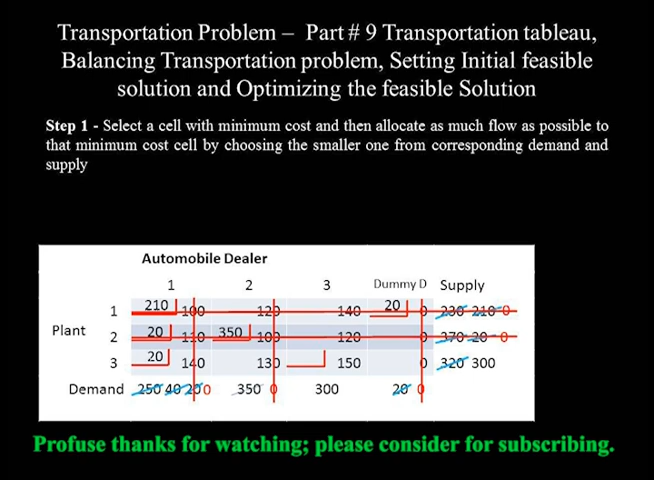 Transportation Problem – Part # 9 Transportation tableau,
Balancing Transportation problem, Setting Initial feasible
solution and Optimizing the feasible Solution
Step 1 - Select a cell with minimum cost and then allocate as much flow as possible to
that minimum cost cell by choosing the smaller one from corresponding demand and
supply
Automobile Dealer
1 2 3 Dummy D Supply
1 210 100 120 140 20 0 230 210 0
Plant 2 20 110 350 100 120 0 370 20 0
3 20 140 130 150 0 320 300
Demand 250 40 20 0 350 0 300 20 0
Profuse thanks for watching; please consider for subscribing.